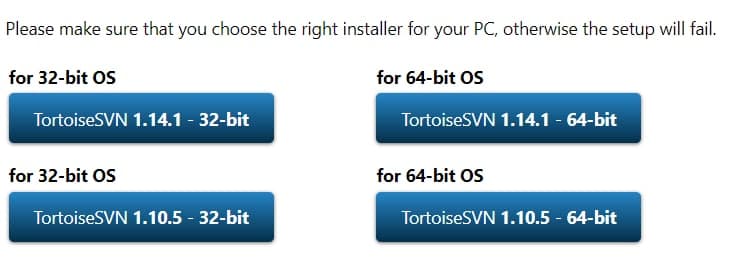 Please make sure that you choose the right installer for your PC, otherwise the setup will fail.
for 32-bit OS
for 64-bit OS
TortoiseSVN 1.14.1 - 32-bit
TortoiseSVN 1.14.1 - 64-bit
for 32-bit OS
for 64-bit OS
TortoiseSVN 1.10.5 - 32-bit
TortoiseSVN 1.10.5 - 64-bit